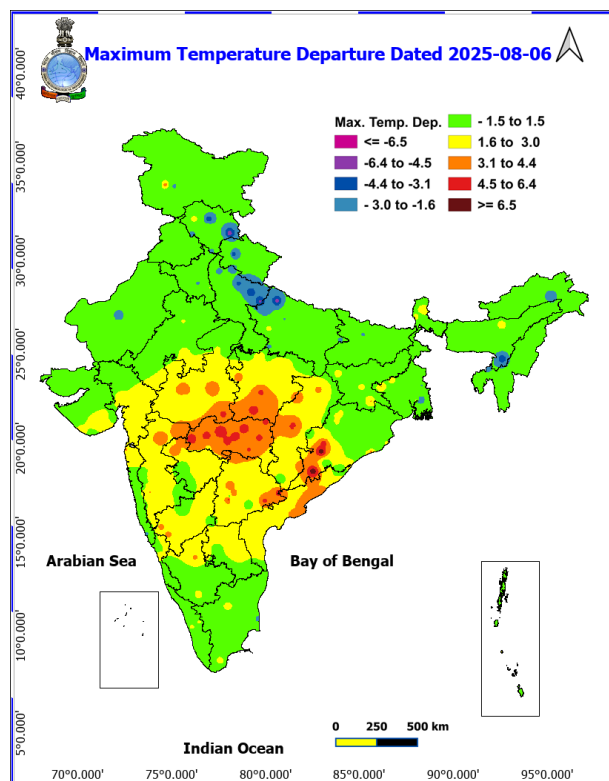 Maximum Temperature Departure Dated 2025-08-06
Max. Temp. Dep.
<= -6.5
-6.4 to -4.5
-4.4 to -3.1
- 3.0 to -1.6
- 1.5 to 1.5
1.6 to 3.0
3.1 to 4.4
4.5 to 6.4
>= 6.5
40°0.000'
35°0.000'
30°0.000'
25°0.000'
20°0.000'
15°0.000'
10°0.000'
5°0.000'
Arabian Sea
Bay of Bengal
Indian Ocean
0 250 500 km
70°0.000' 75°0.000' 80°0.000' 85°0.000' 90°0.000' 95°0.000'